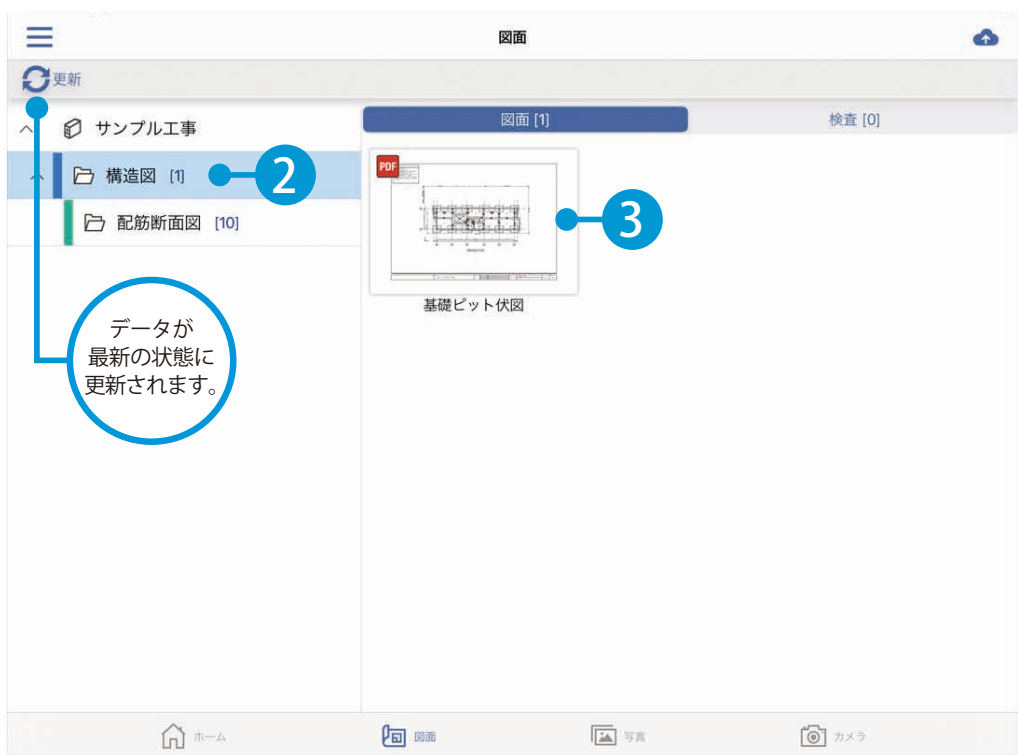 図面
更新
サンプル工事
図面 [1]
検査 [0]
構造図 [1]
2
配筋断面図 [10]
PDF
3
基礎ピット伏図
データが
最新の状態に
更新されます。
ホーム
図面
写真
カメラ